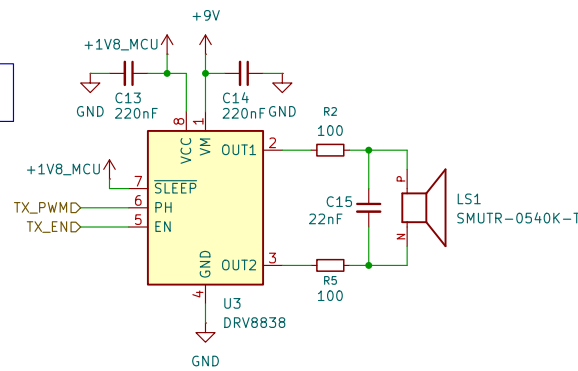 +9V
+1V8_MCU
C13
220nF
GND
C14
220nF
GND
8
1
VCC
VM
R2
100
OUT1
2
+1V8_MCU
7
SLEEP
TX_PWM
6
PH
TX_EN
5
EN
P
C15
22nF
LS1
SMUTR-0540K-T
N
GND
OUT2
3
R5
100
4
U3
DRV8838
GND